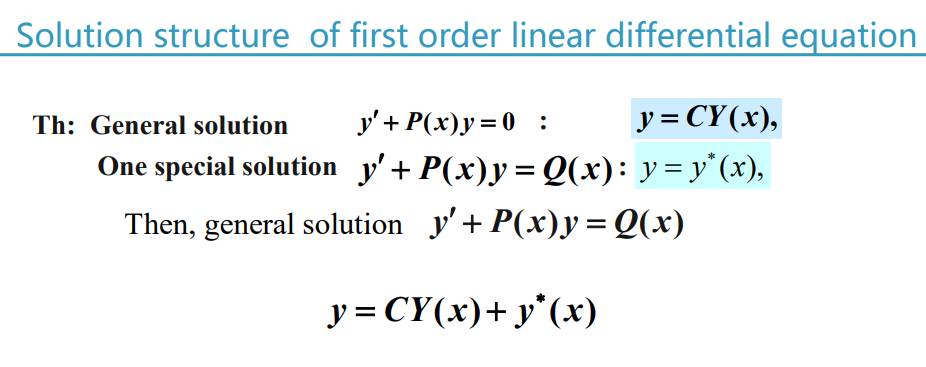 Solution structure of first order linear differential equation
Th: General solution y′ + P(x)y = 0 : y = CY(x),
One special solution y′ + P(x)y = Q(x): y = y*(x),
Then, general solution y′ + P(x)y = Q(x)
y = CY(x) + y*(x)